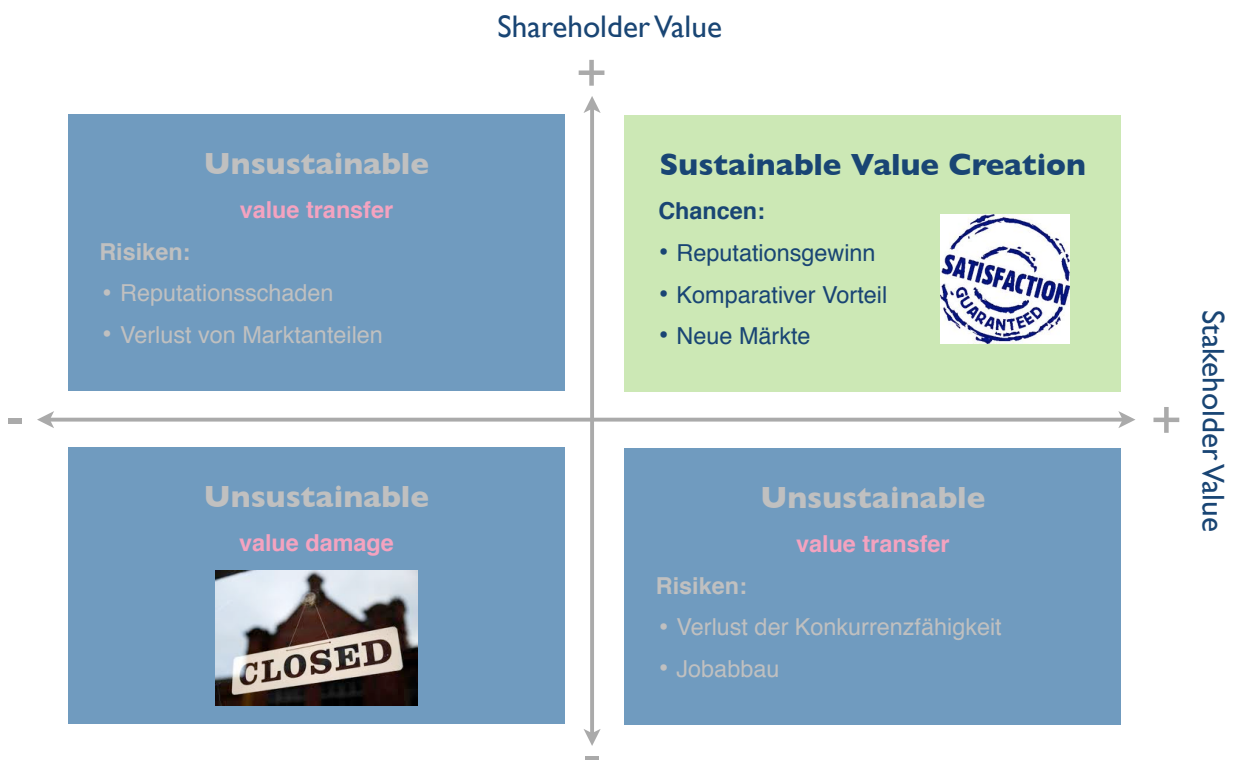 Shareholder Value
+
Unsustainable
value transfer
Risiken:
• Reputationsschaden
• Verlust von Marktanteilen
Sustainable Value Creation
Chancen:
• Reputationsgewinn
• Komparativer Vorteil
• Neue Märkte
SATISFACTION
GUARANTEED
-
+
Stakeholder Value
Unsustainable
value damage
CLOSED
Unsustainable
value transfer
Risiken:
• Verlust der Konkurrenzfähigkeit
• Jobabbau
-